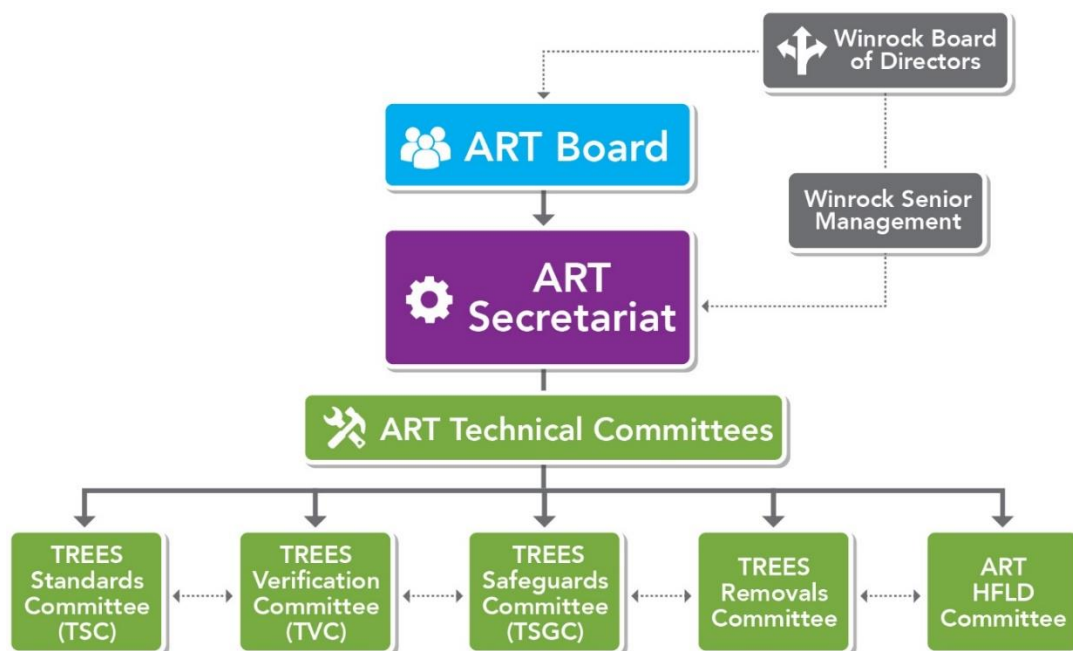 Winrock Board
of Directors
ART Board
Winrock Senior
Management
ART
Secretariat
ART Technical Committees
TREES
Standards
Committee
(TSC)
TREES
Verification
Committee
(TVC)
TREES
Safeguards
Committee
(TSGC)
TREES
Removals
Committee
ART
HFLD
Committee